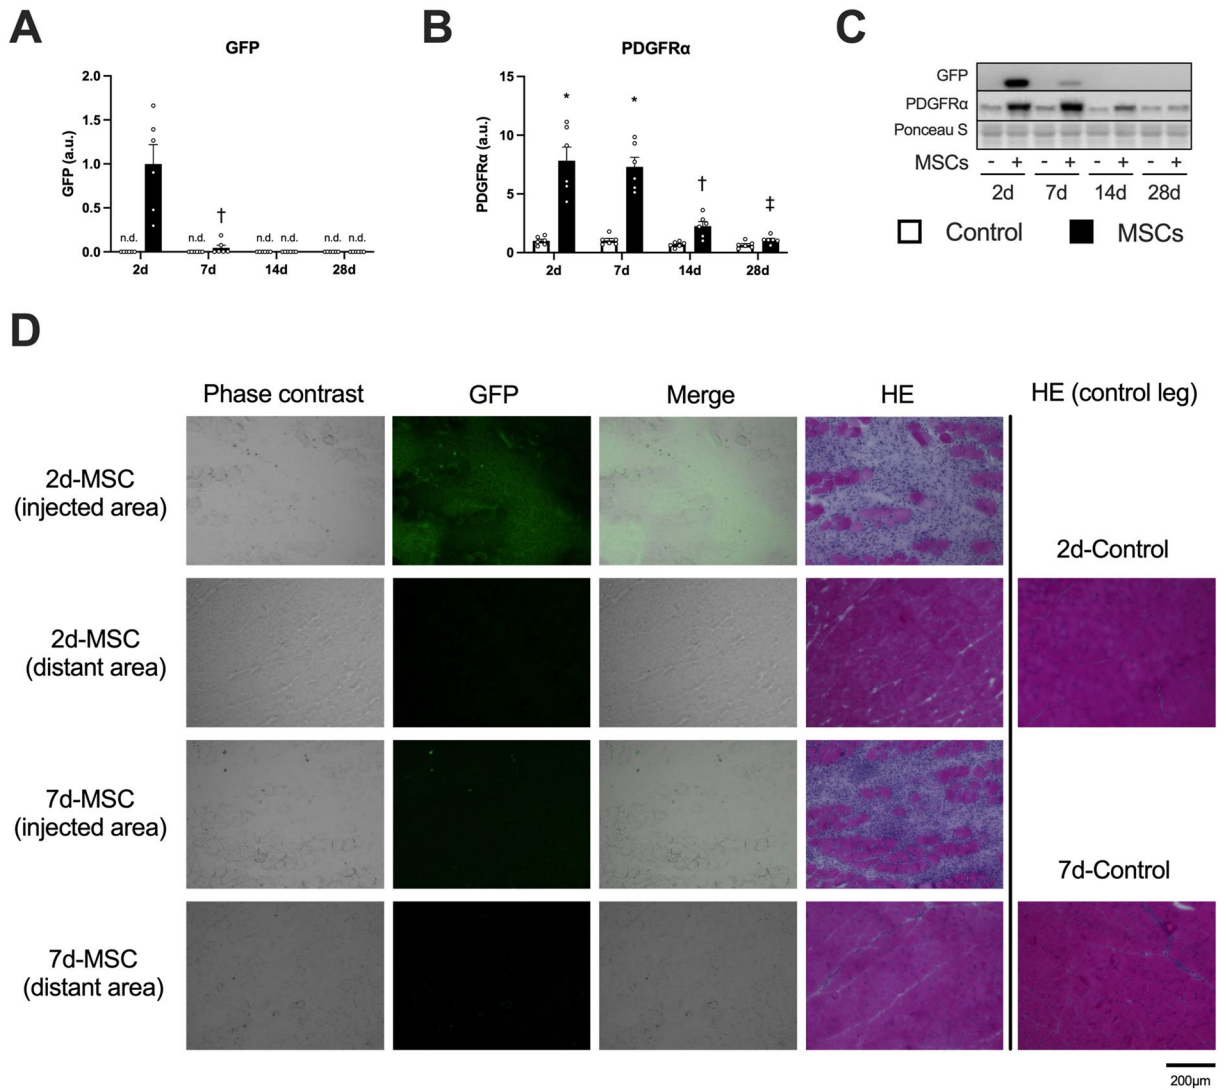 A
GFP
GFP (a.u.)
2.0
1.5
1.0
0.5
0.0
n.d.
n.d.
†
n.d.
n.d.
n.d.
n.d.
2d
7d
14d
28d
B
PDGFRα
PDGFRα (a.u.)
15
10
5
0
*
*
†
‡
2d
7d
14d
28d
C
GFP
PDGFRα
Ponceau S
MSCs - + - + - + - +
2d 7d 14d 28d
Control MSCs
D
Phase contrast GFP Merge HE HE (control leg)
2d-MSC
(injected area)
2d-Control
2d-MSC
(distant area)
7d-MSC
(injected area)
7d-Control
7d-MSC
(distant area)
200μm